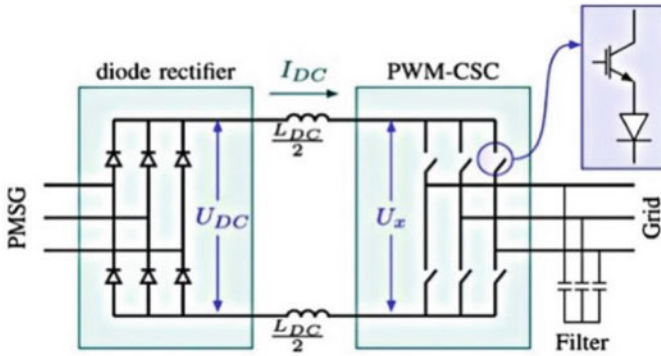 diode rectifier
I_DC
PWM-CSC
L_DC
2
PMSG
U_DC
U_x
Grid
L_DC
2
Filter